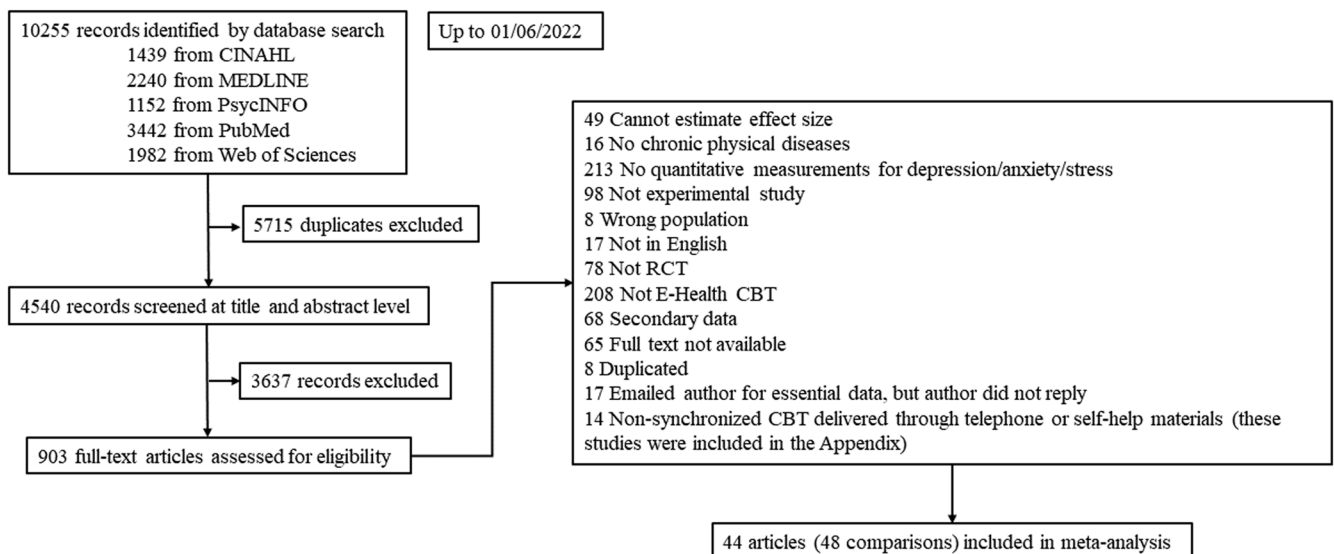 10255 records identified by database search
1439 from CINAHL
2240 from MEDLINE
1152 from PsycINFO
3442 from PubMed
1982 from Web of Sciences
Up to 01/06/2022
5715 duplicates excluded
4540 records screened at title and abstract level
3637 records excluded
903 full-text articles assessed for eligibility
49 Cannot estimate effect size
16 No chronic physical diseases
213 No quantitative measurements for depression/anxiety/stress
98 Not experimental study
8 Wrong population
17 Not in English
78 Not RCT
208 Not E-Health CBT
68 Secondary data
65 Full text not available
8 Duplicated
17 Emailed author for essential data, but author did not reply
14 Non-synchronized CBT delivered through telephone or self-help materials (these
studies were included in the Appendix)
44 articles (48 comparisons) included in meta-analysis